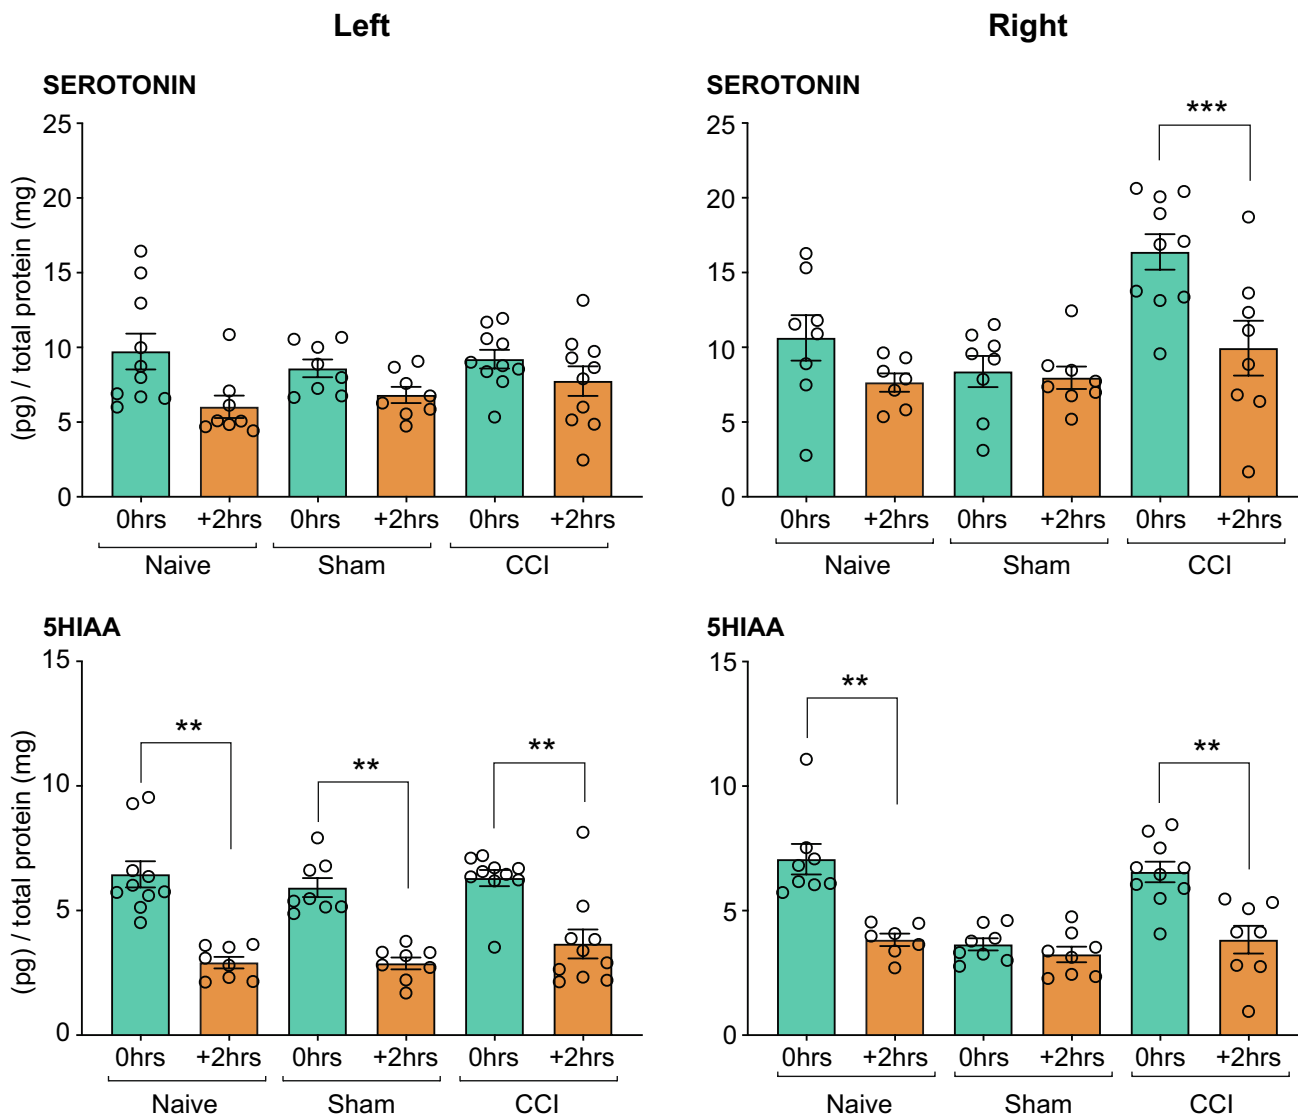 Left
Right
SEROTONIN
SEROTONIN
(pg) / total protein (mg)
25
20
15
10
5
0
0hrs +2hrs 0hrs +2hrs 0hrs +2hrs
Naive Sham CCI
***
25
20
15
10
5
0
0hrs +2hrs 0hrs +2hrs 0hrs +2hrs
Naive Sham CCI
5HIAA
5HIAA
(pg) / total protein (mg)
15
10
5
0
** ** **
0hrs +2hrs 0hrs +2hrs 0hrs +2hrs
Naive Sham CCI
15
10
5
0
** **
0hrs +2hrs 0hrs +2hrs 0hrs +2hrs
Naive Sham CCI